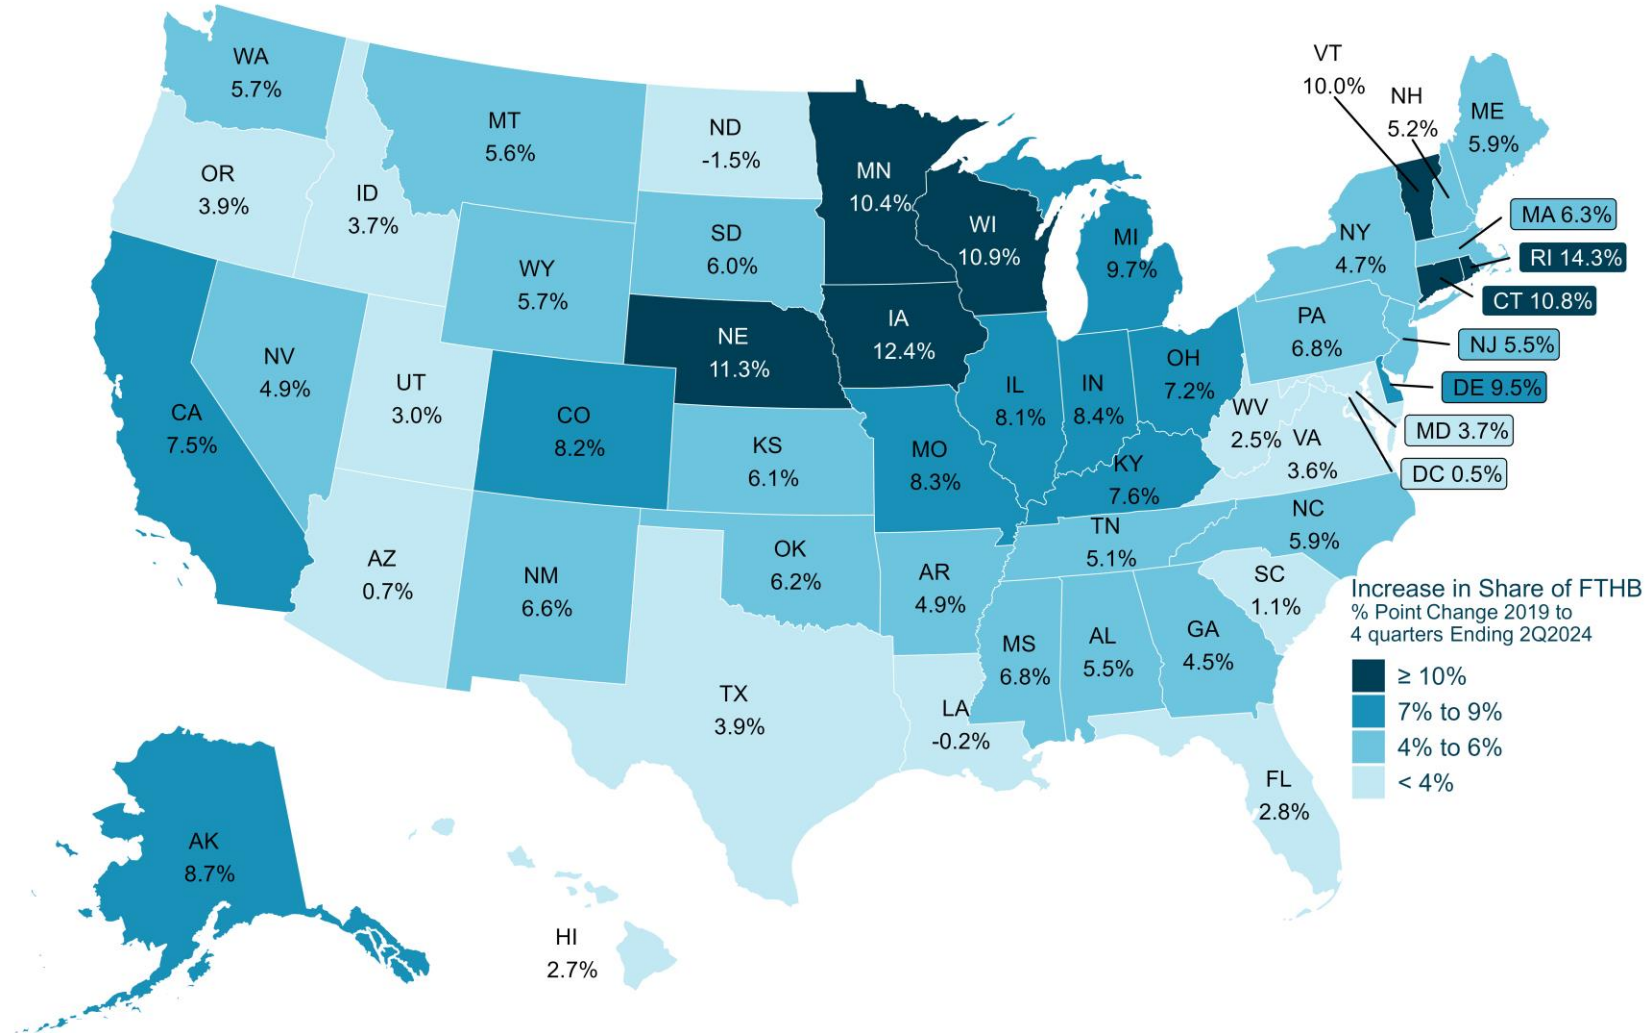 WA
5.7%
MT
5.6%
ND
-1.5%
OR
3.9%
ID
3.7%
MN
10.4%
VT
10.0%
NH
5.2%
ME
5.9%
SD
6.0%
WI
10.9%
MI
9.7%
NY
4.7%
MA 6.3%
RI 14.3%
CT 10.8%
WY
5.7%
NE
11.3%
IA
12.4%
PA
6.8%
NJ 5.5%
DE 9.5%
MD 3.7%
DC 0.5%
NV
4.9%
UT
3.0%
CA
7.5%
CO
8.2%
KS
6.1%
MO
8.3%
IL
8.1%
IN
8.4%
OH
7.2%
WV
2.5%
VA
3.6%
KY
7.6%
NC
5.9%
TN
5.1%
AZ
0.7%
NM
6.6%
OK
6.2%
AR
4.9%
SC
1.1%
MS
6.8%
AL
5.5%
GA
4.5%
TX
3.9%
LA
-0.2%
FL
2.8%
AK
8.7%
HI
2.7%
Increase in Share of FTHB
% Point Change 2019 to
4 quarters Ending 2Q2024
≥ 10%
7% to 9%
4% to 6%
< 4%